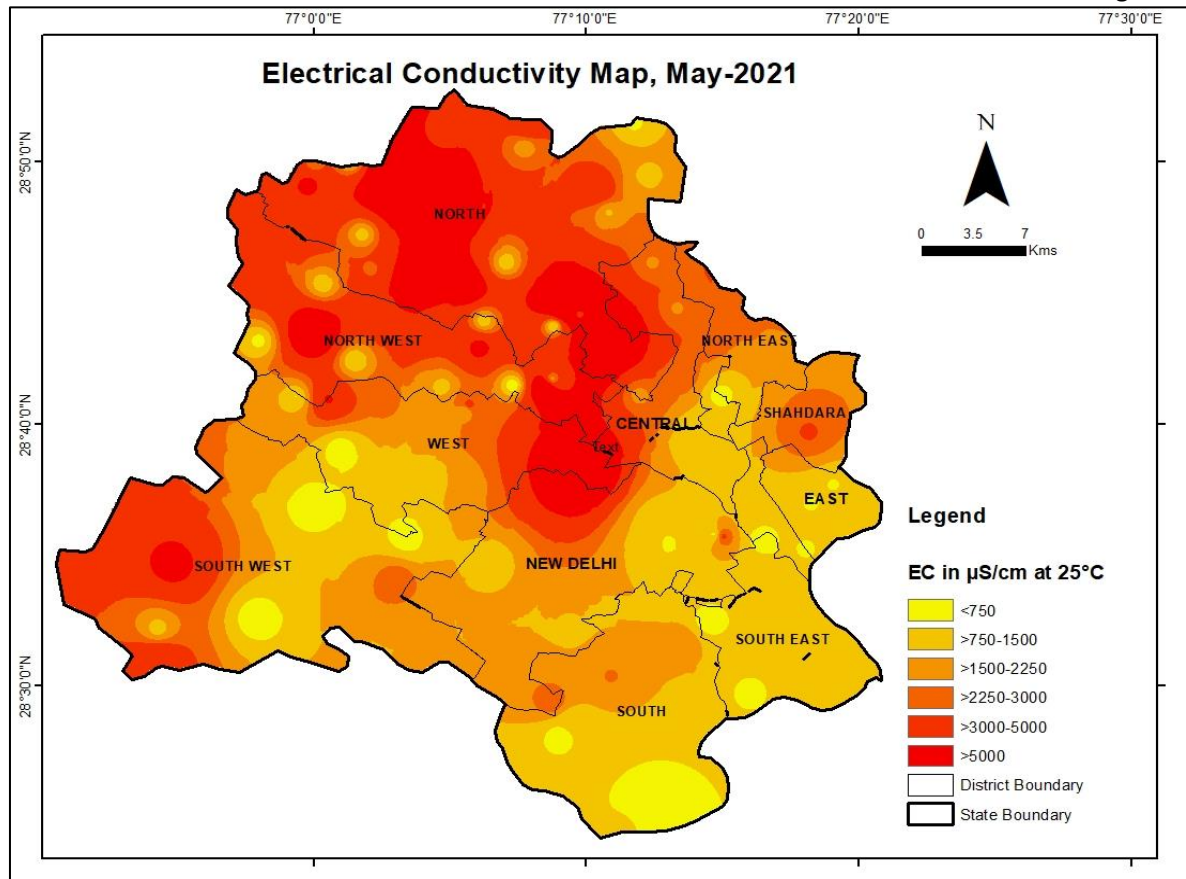 77°0'0"E
77°10'0"E
77°20'0"E
77°30'0"E
Electrical Conductivity Map, May-2021
N
0 3.5 7
Kms
28°50'0"N
28°40'0"N
28°30'0"N
NORTH
NORTH WEST
NORTH EAST
SHAHDARA
CENTRAL
WEST
Text
EAST
SOUTH WEST
NEW DELHI
SOUTH EAST
SOUTH
Legend
EC in µS/cm at 25°C
<750
>750-1500
>1500-2250
>2250-3000
>3000-5000
>5000
District Boundary
State Boundary